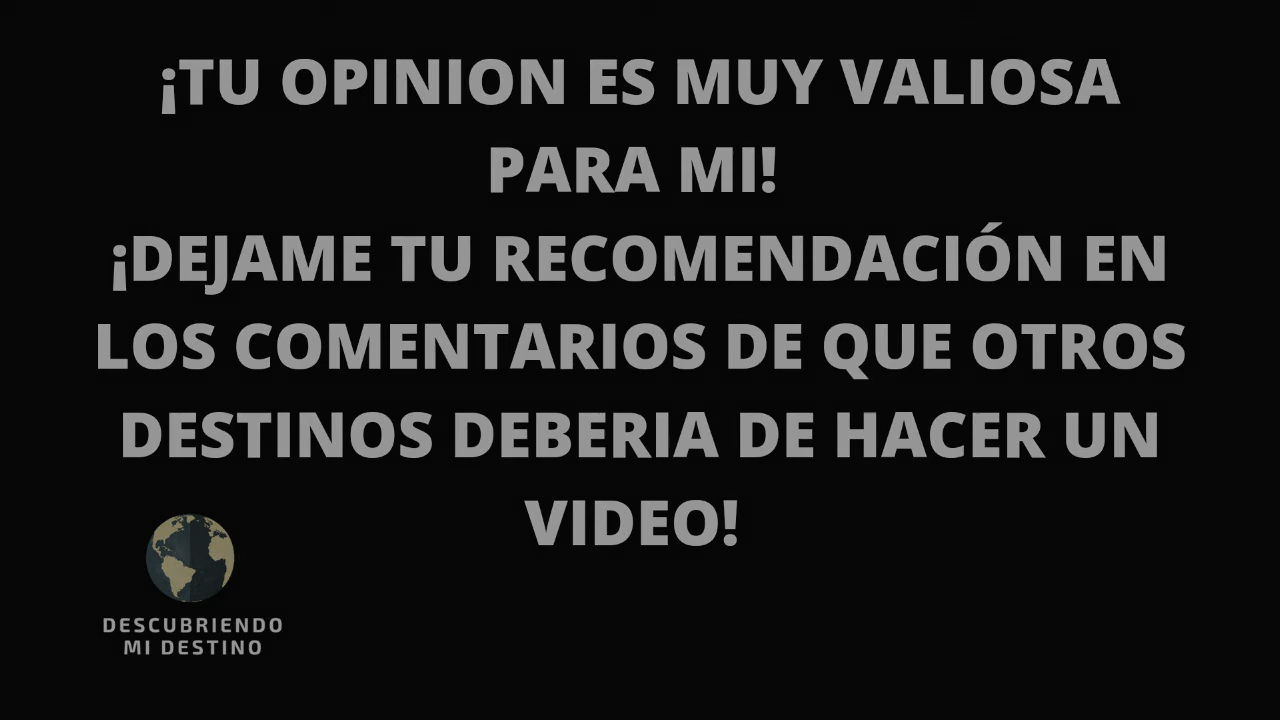 ¡TU OPINION ES MUY VALIOSA
PARA MI!
¡DEJAME TU RECOMENDACIÓN EN
LOS COMENTARIOS DE QUE OTROS
DESTINOS DEBERIA DE HACER UN
VIDEO!
DESCUBRIENDO
MI DESTINO